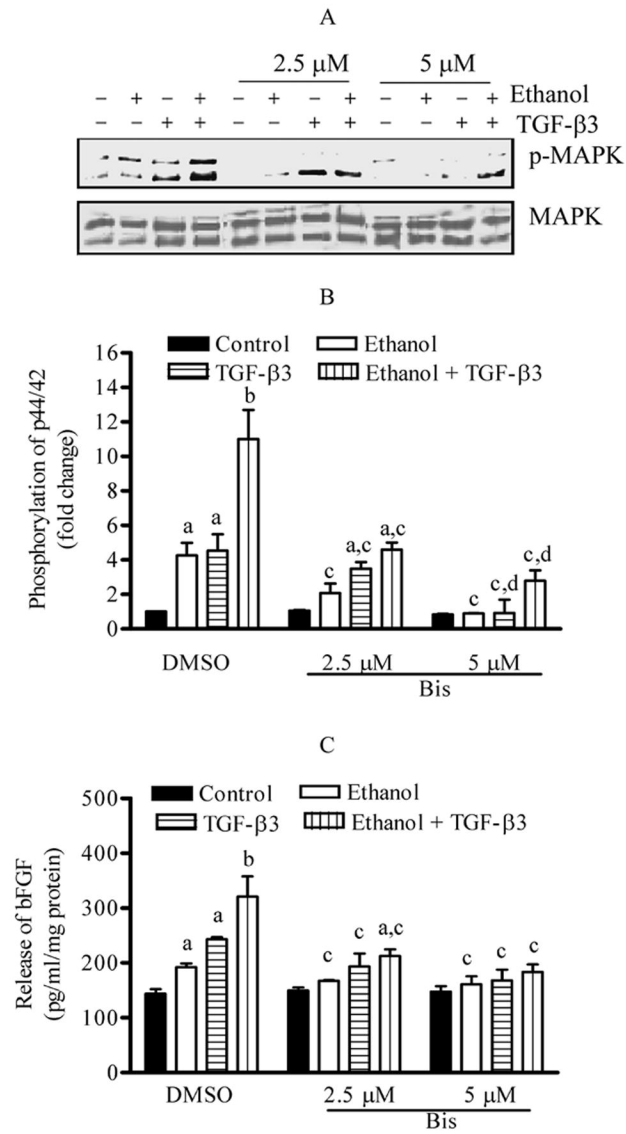 A
2.5 µM 5 µM
– + – + – + – + – + – + Ethanol
– – + + – – + + – – + + TGF-β3
p-MAPK
MAPK
B
Control Ethanol
TGF-β3 Ethanol + TGF-β3
Phosphorylation of p44/42
(fold change)
16
14
12
10
8
6
4
2
0
a a b
c a,c a,c
c c,d c,d
DMSO 2.5 µM 5 µM
Bis
C
Control Ethanol
TGF-β3 Ethanol + TGF-β3
Release of bFGF
(pg/ml/mg protein)
500
400
300
200
100
0
a a b
c c a,c
c c c
DMSO 2.5 µM 5 µM
Bis